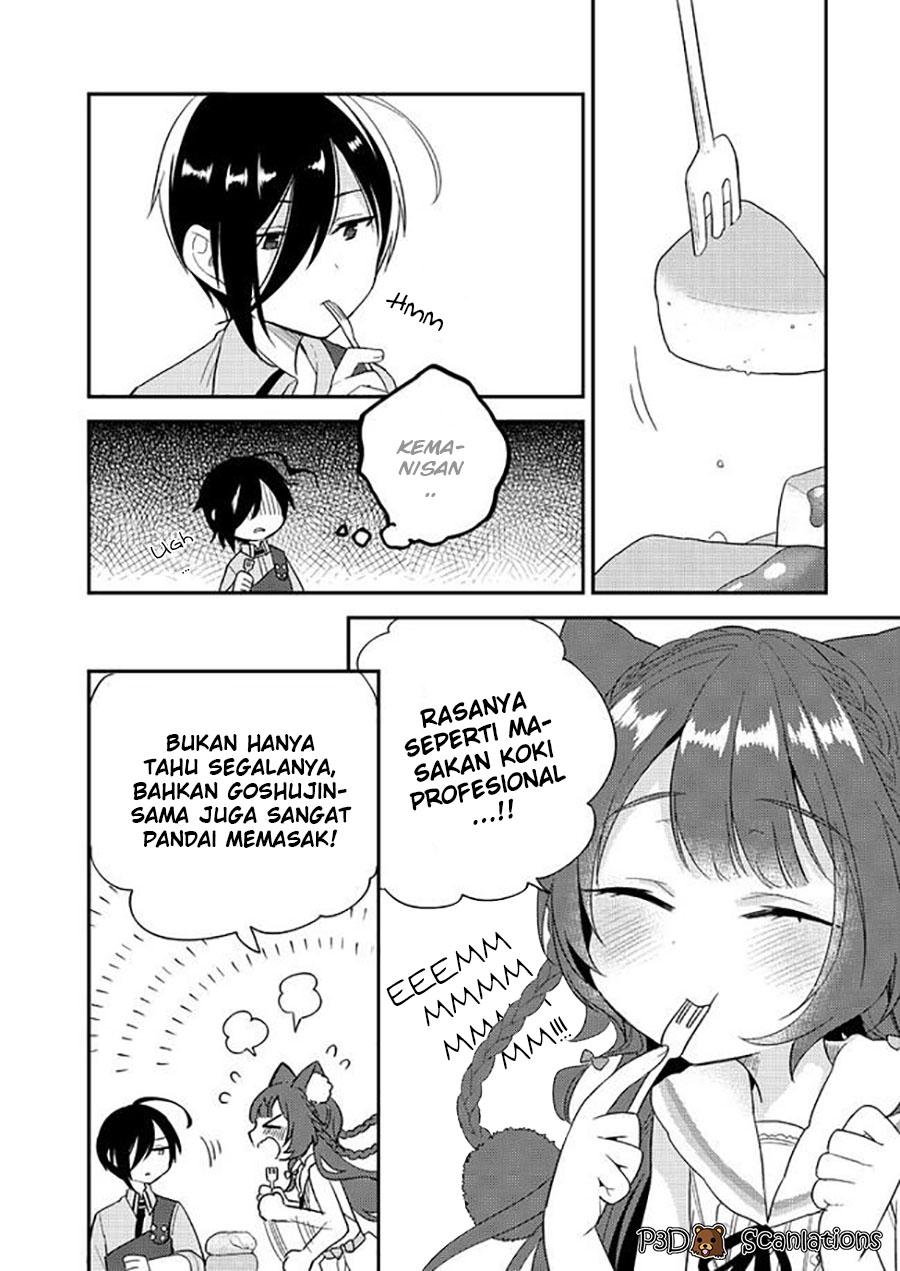 HMM
KEMA-
NISAN
..
UGH
...
RASANYA
SEPERTI MA-
SAKAN KOKI
PROFESIONAL
...!!
EEEMM
MMMM
MMMM
MM!!!
BUKAN HANYA
TAHU SEGALANYA,
BAHKAN GOSHUJIN-
SAMA JUGA SANGAT
PANDAI MEMASAK!
P3D Scanlations